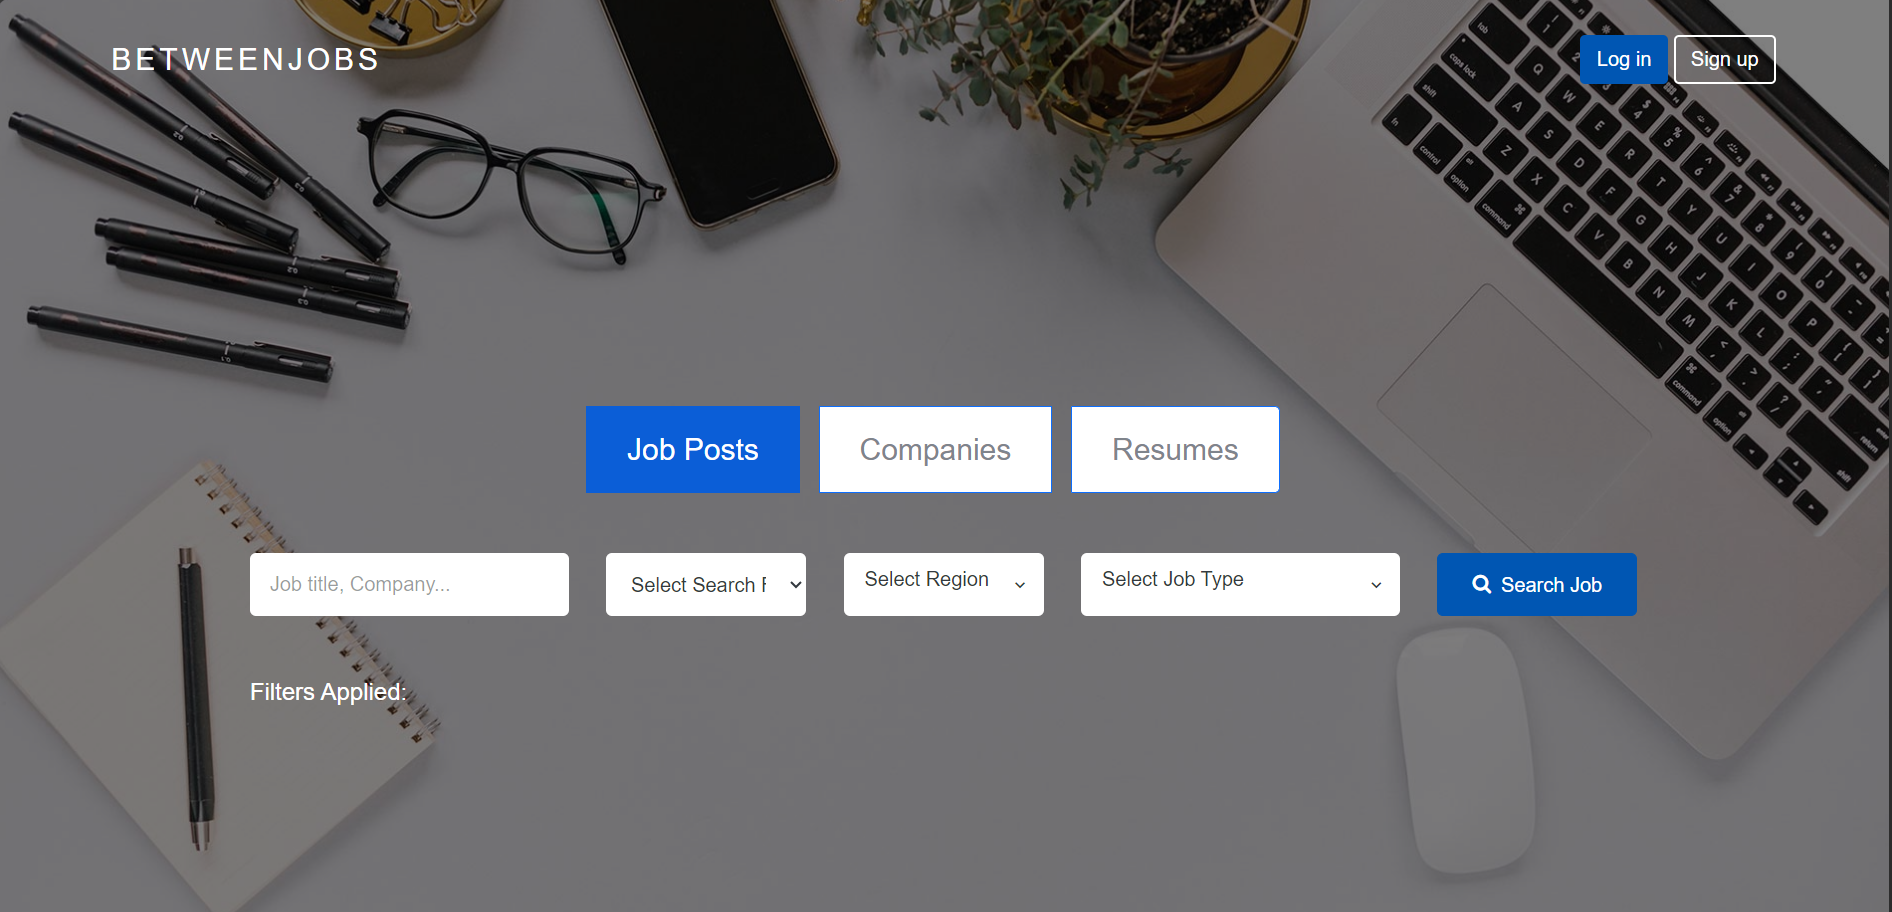 BETWEENJOBS
Log in
Sign up
Job Posts
Companies
Resumes
Job title, Company...
Select Search F
Select Region
Select Job Type
Search Job
Filters Applied: